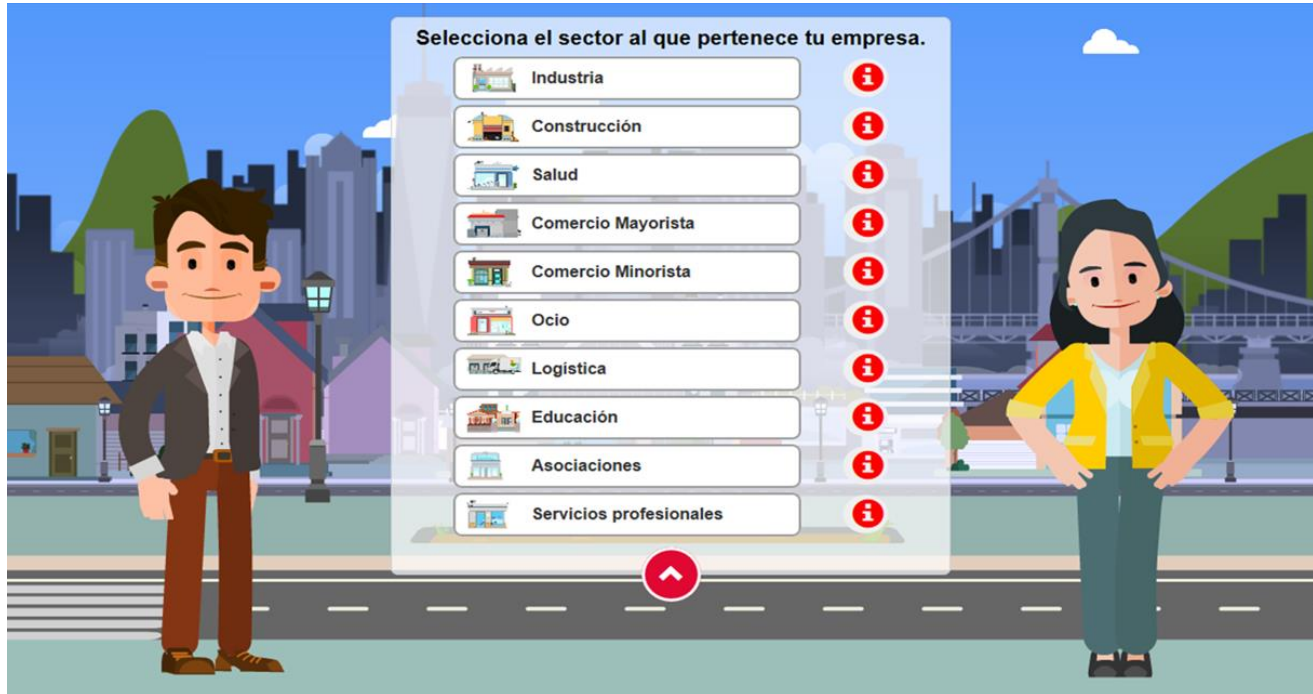 Selecciona el sector al que pertenece tu empresa.
Industria
Construcción
Salud
Comercio Mayorista
Comercio Minorista
Ocio
Logística
Educación
Asociaciones
Servicios profesionales